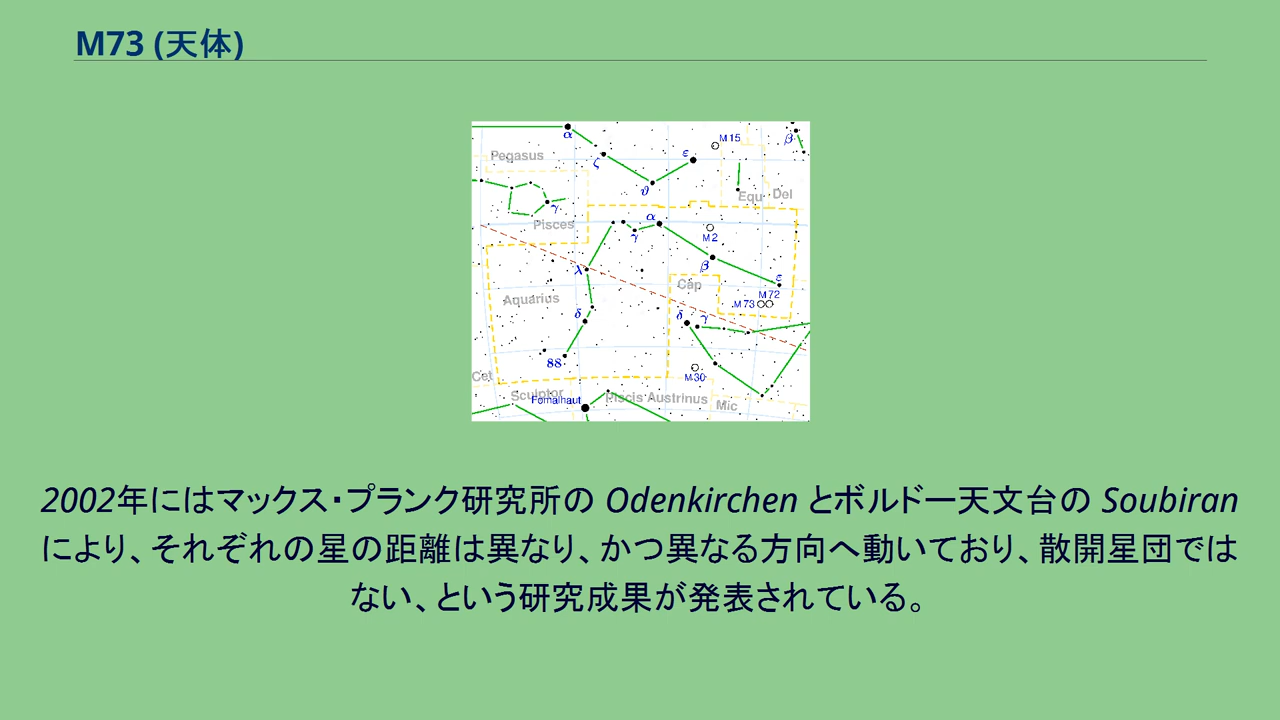 M73 (天体)
α
M15
β
Pegasus
ζ
ε
ϑ
Equ
Del
γ
Pisces
α
γ
M2
β
λ
ε
Cap
M72
Aquarius
M73
δ
δ
γ
88
M30
Cet
Sculptor
Fomalhaut
Piscis Austrinus
Mic
2002年にはマックス・プランク研究所の Odenkirchen とボルドー天文台の Soubiran
により、それぞれの星の距離は異なり、かつ異なる方向へ動いており、散開星団では
ない、という研究成果が発表されている。